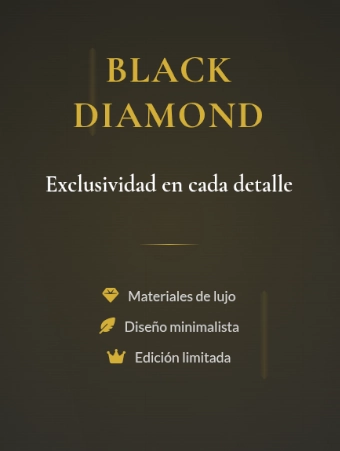 BLACK
DIAMOND
Exclusividad en cada detalle
Materiales de lujo
Diseño minimalista
Edición limitada